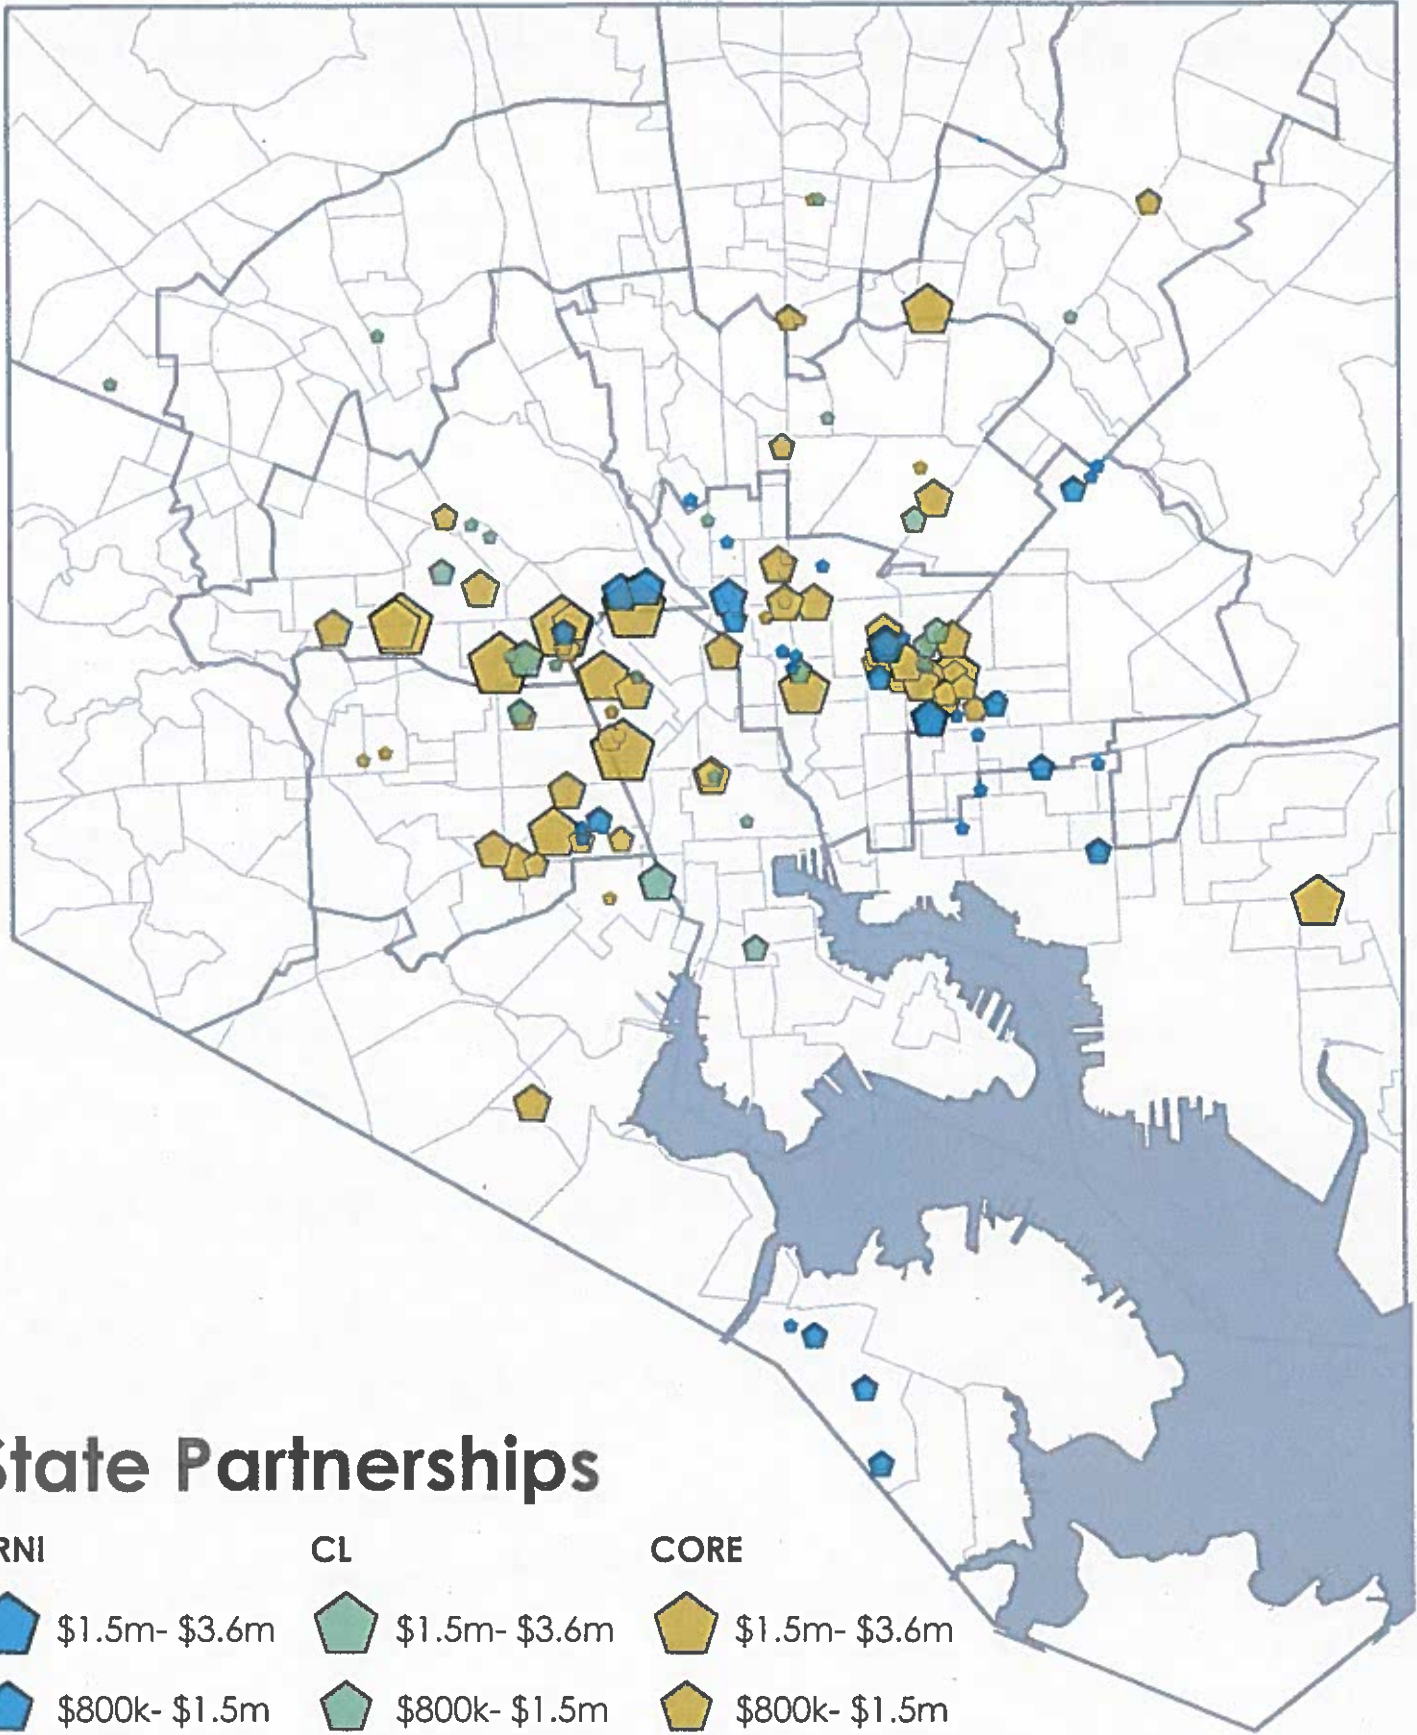 State Partnerships
RNI CL CORE
$1.5m- $3.6m $1.5m- $3.6m $1.5m- $3.6m
$800k- $1.5m $800k- $1.5m $800k- $1.5m